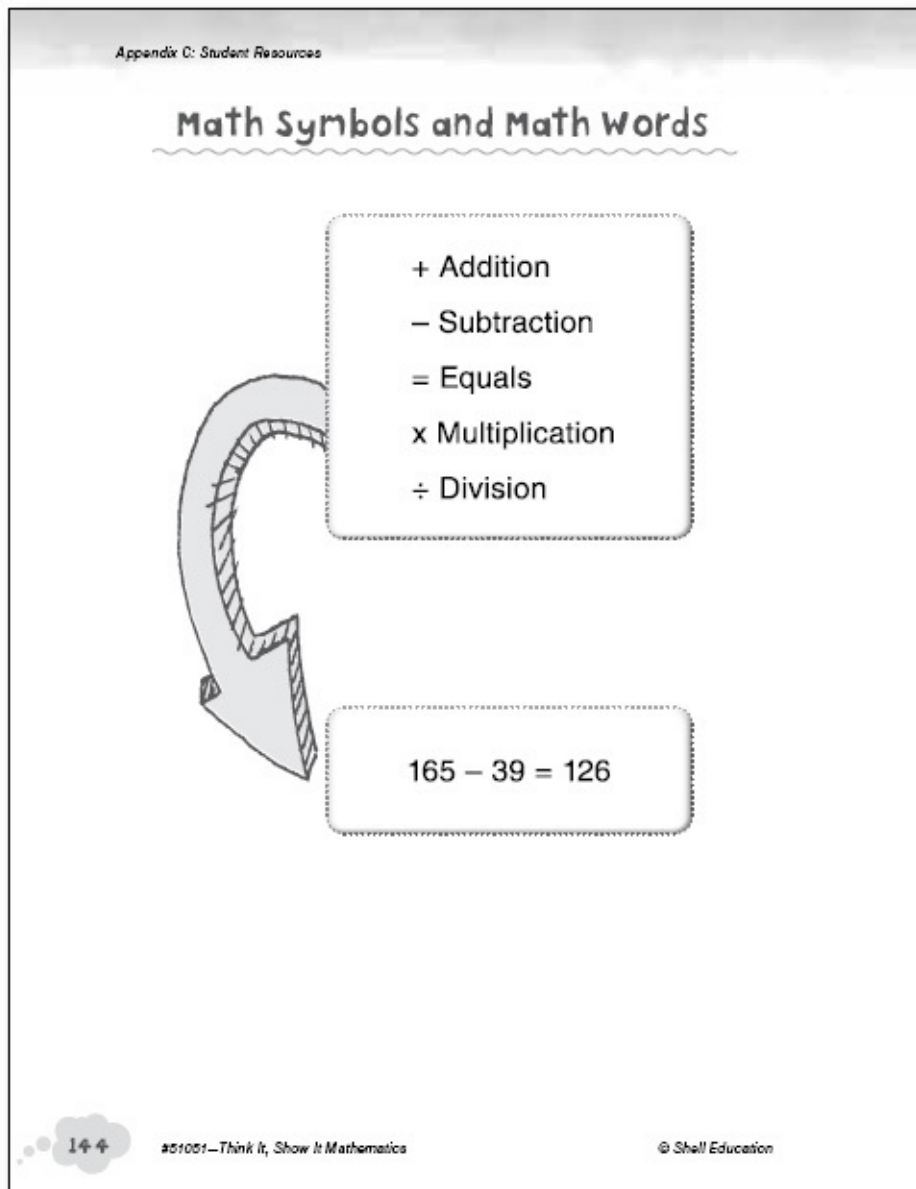 Appendix C: Student Resources
Math Symbols and Math Words
+ Addition
– Subtraction
= Equals
x Multiplication
÷ Division
165 – 39 = 126
144
#51051—Think It, Show It Mathematics
© Shell Education